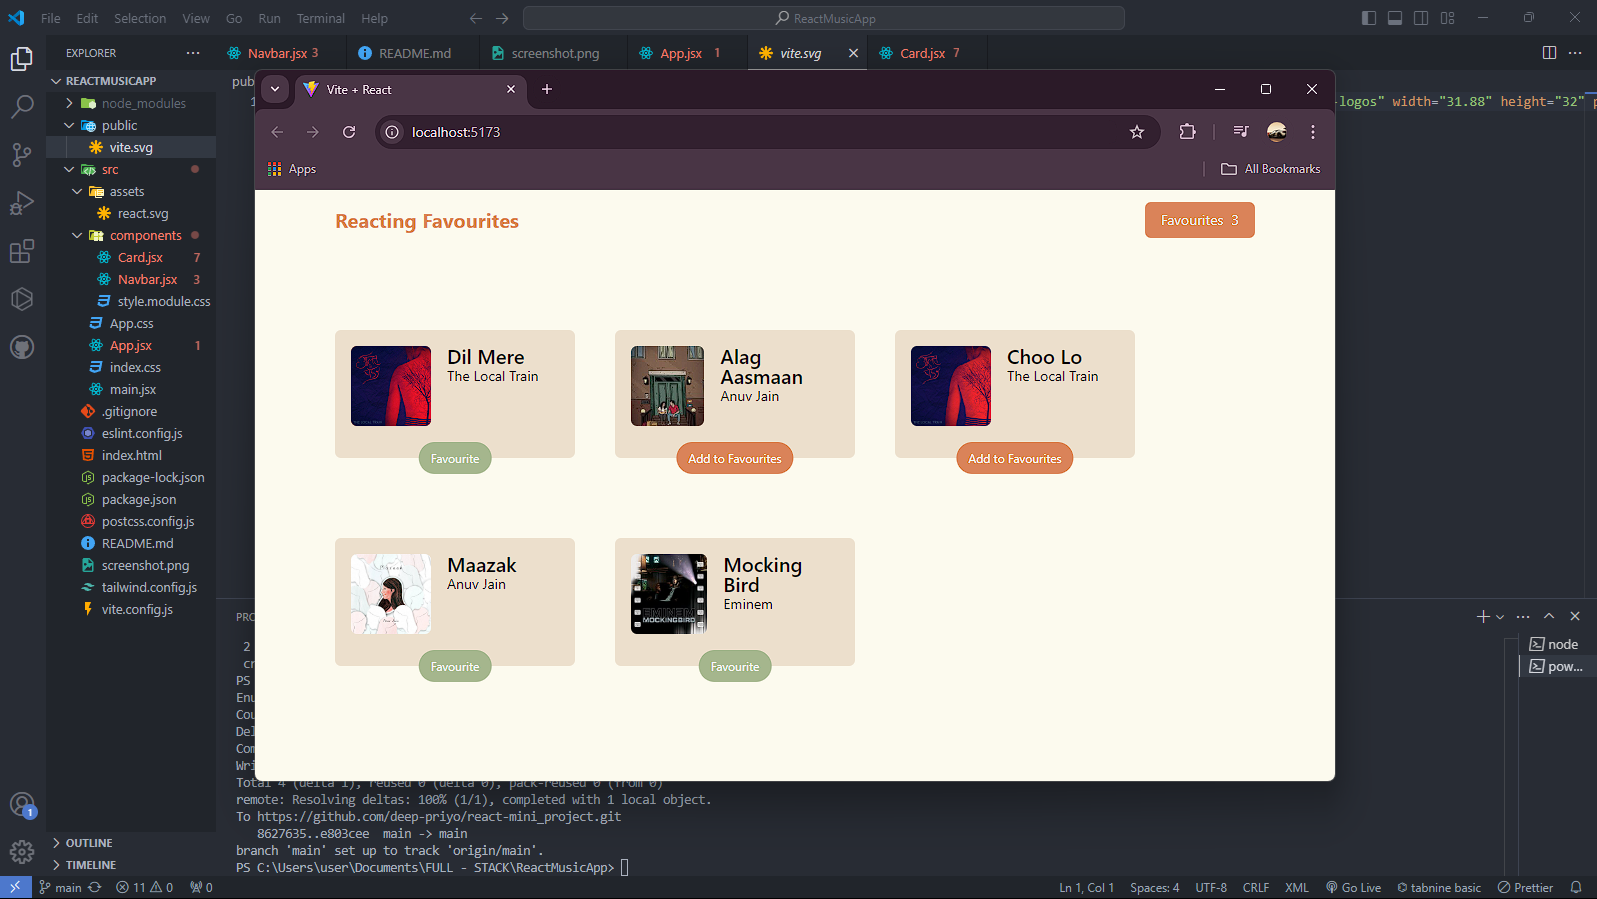 File Edit Selection View Go Run Terminal Help
ReactMusicApp
EXPLORER
Navbar.jsx 3
README.md
screenshot.png
App.jsx 1
vite.svg
Card.jsx 7
REACTMUSICAPP
node_modules
public
vite.svg
src
assets
react.svg
components
Card.jsx 7
Navbar.jsx 3
style.module.css
App.css
App.jsx 1
index.css
main.jsx
.gitignore
eslint.config.js
index.html
package-lock.json
package.json
postcss.config.js
README.md
screenshot.png
tailwind.config.js
vite.config.js
OUTLINE
TIMELINE
1
pub
1
-logos" width="31.88" height="32" p
Vite + React
localhost:5173
Apps
All Bookmarks
Reacting Favourites
Favourites 3
Dil Mere
The Local Train
Favourite
Alag
Aasmaan
Anuv Jain
Add to Favourites
Choo Lo
The Local Train
Add to Favourites
Maazak
Anuv Jain
Favourite
Mocking
Bird
Eminem
EMINEM
MOCKINGBIRD
Favourite
PRO
2
cr
PS
Enu
Cou
Del
Com
Wri
Total 4 (delta 1), reused 0 (delta 0), pack-reused 0 (from 0)
remote: Resolving deltas: 100% (1/1), completed with 1 local object.
To https://github.com/deep-priyo/react-mini_project.git
8627635..e803cee main -> main
branch 'main' set up to track 'origin/main'.
PS C:\Users\user\Documents\FULL - STACK\ReactMusicApp>
node
pow...
main
11 0
0
Ln 1, Col 1
Spaces: 4
UTF-8
CRLF
XML
Go Live
tabnine basic
Prettier